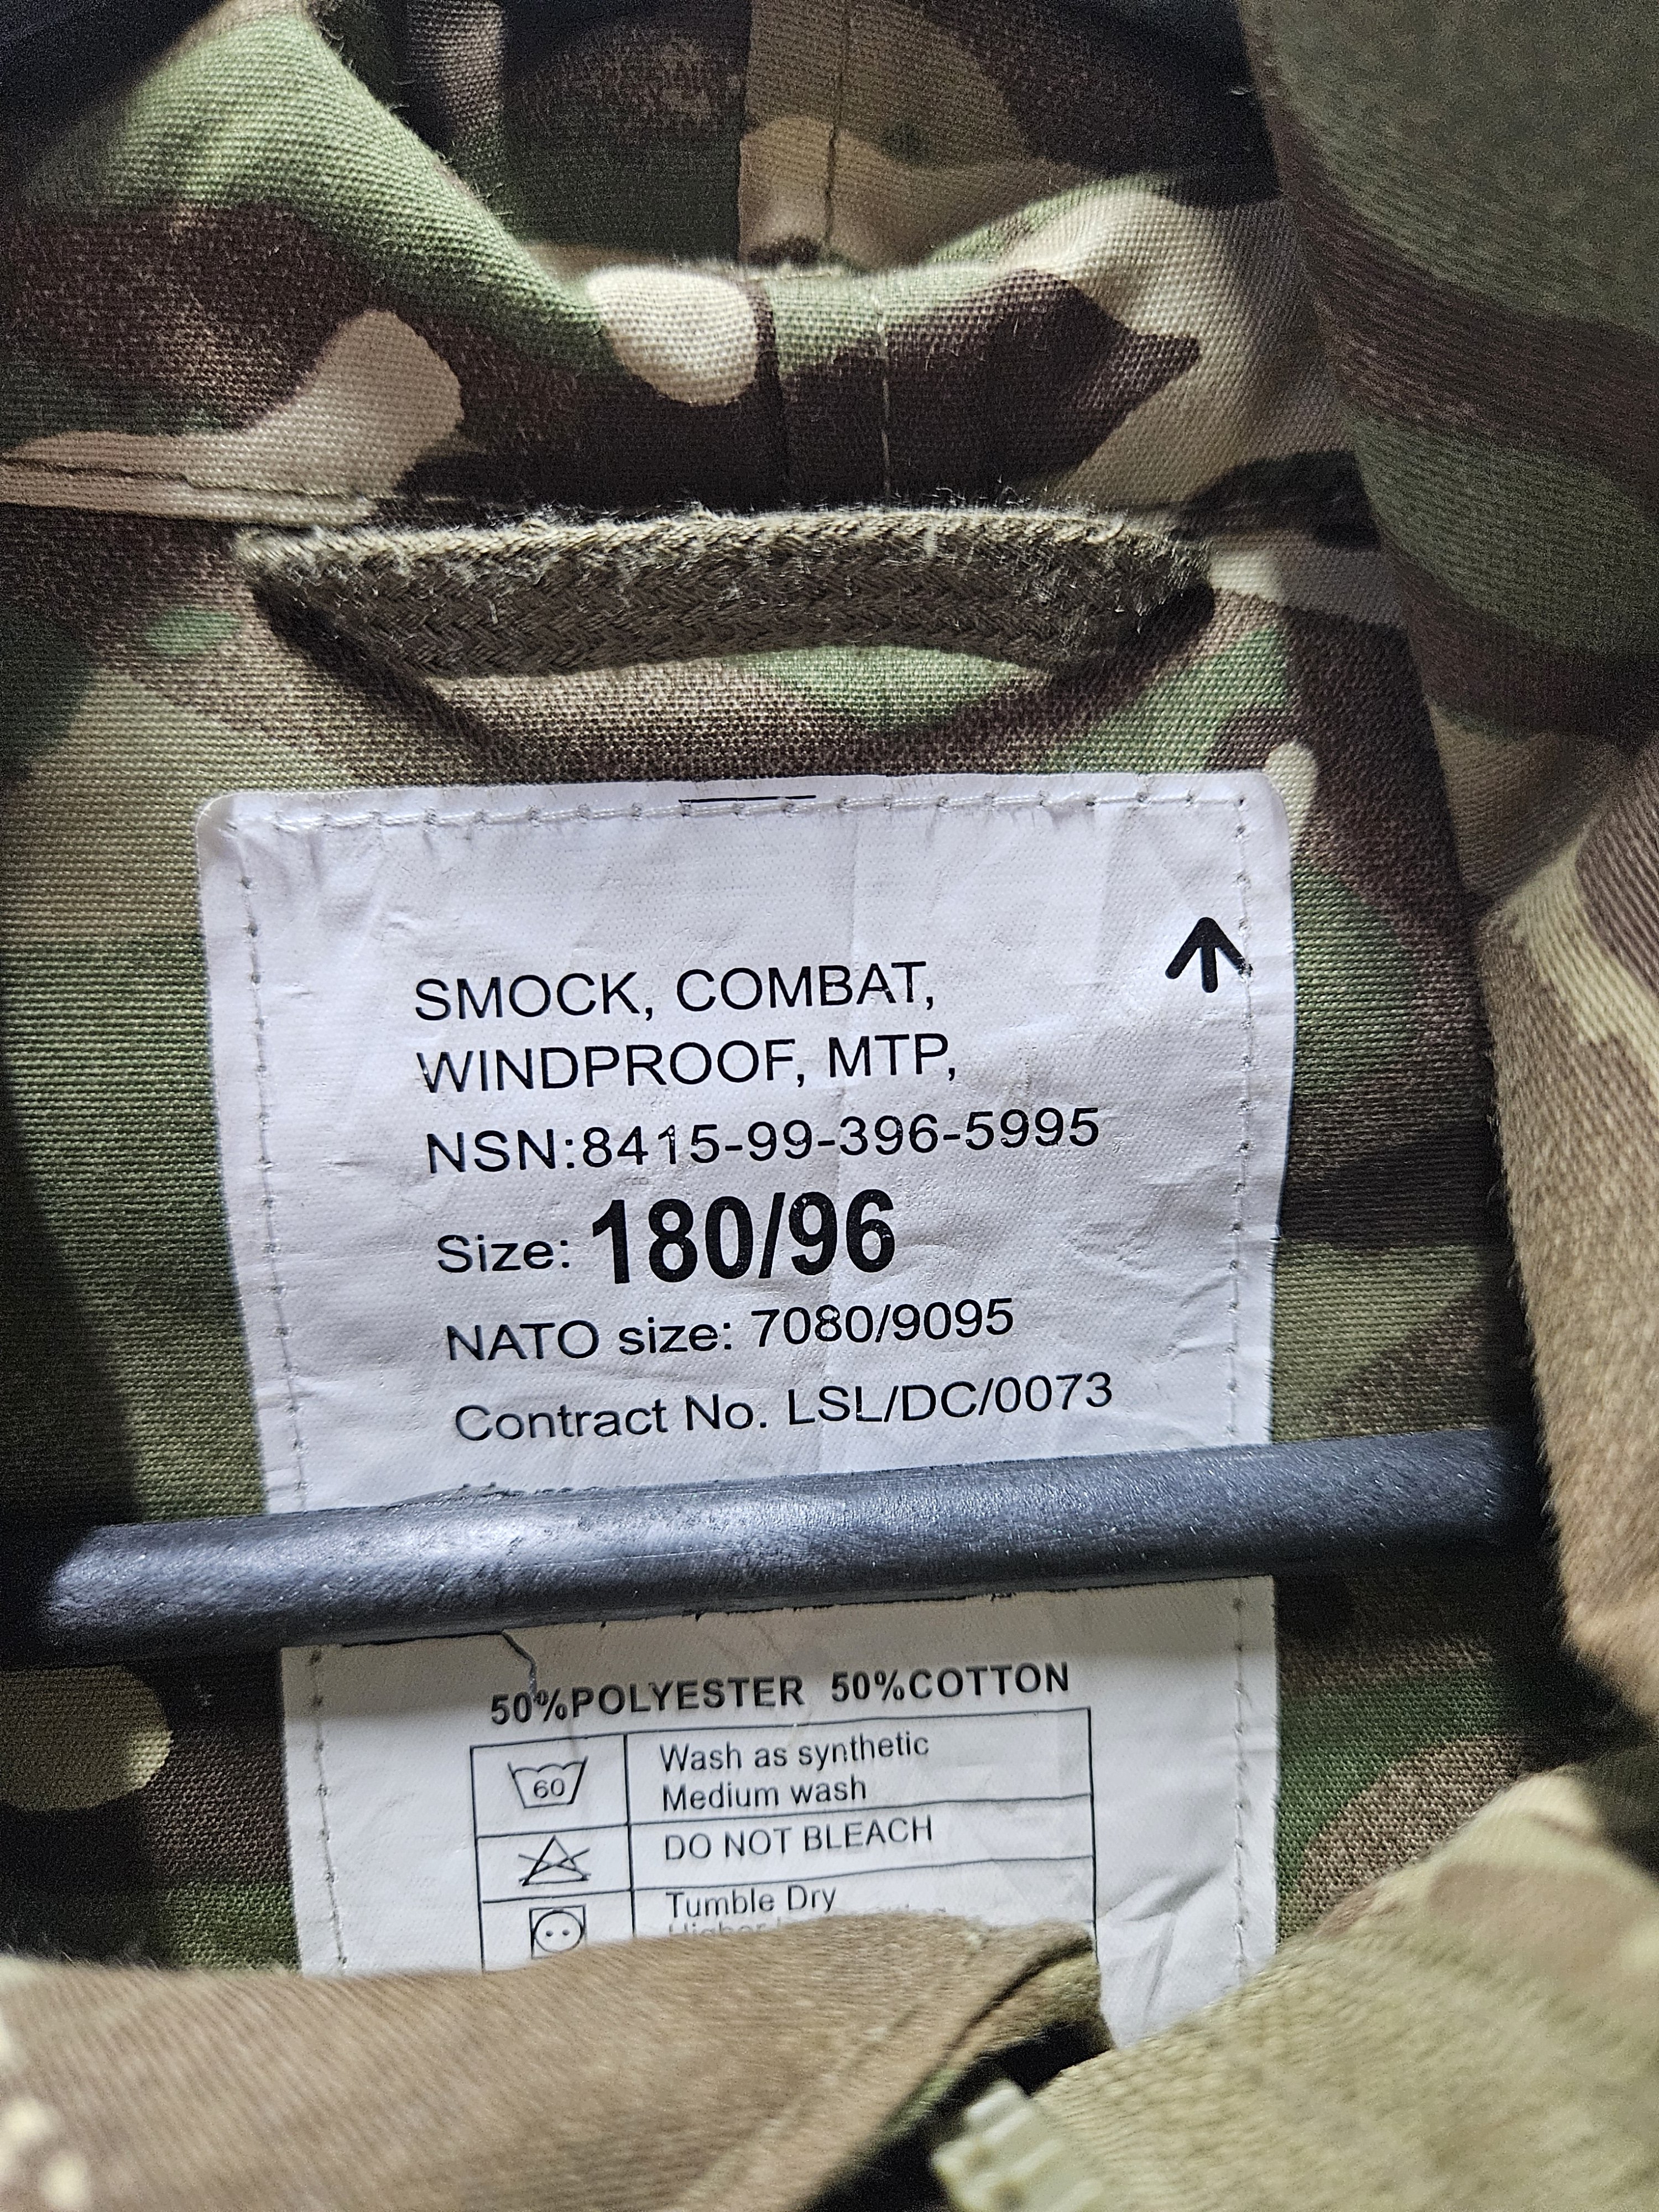 SMOCK, COMBAT,
WINDPROOF, MTP,
NSN:8415-99-396-5995
Size: 180/96
NATO size: 7080/9095
Contract No. LSL/DC/0073
50%POLYESTER 50%COTTON
60
Wash as synthetic
Medium wash
DO NOT BLEACH
Tumble Dry